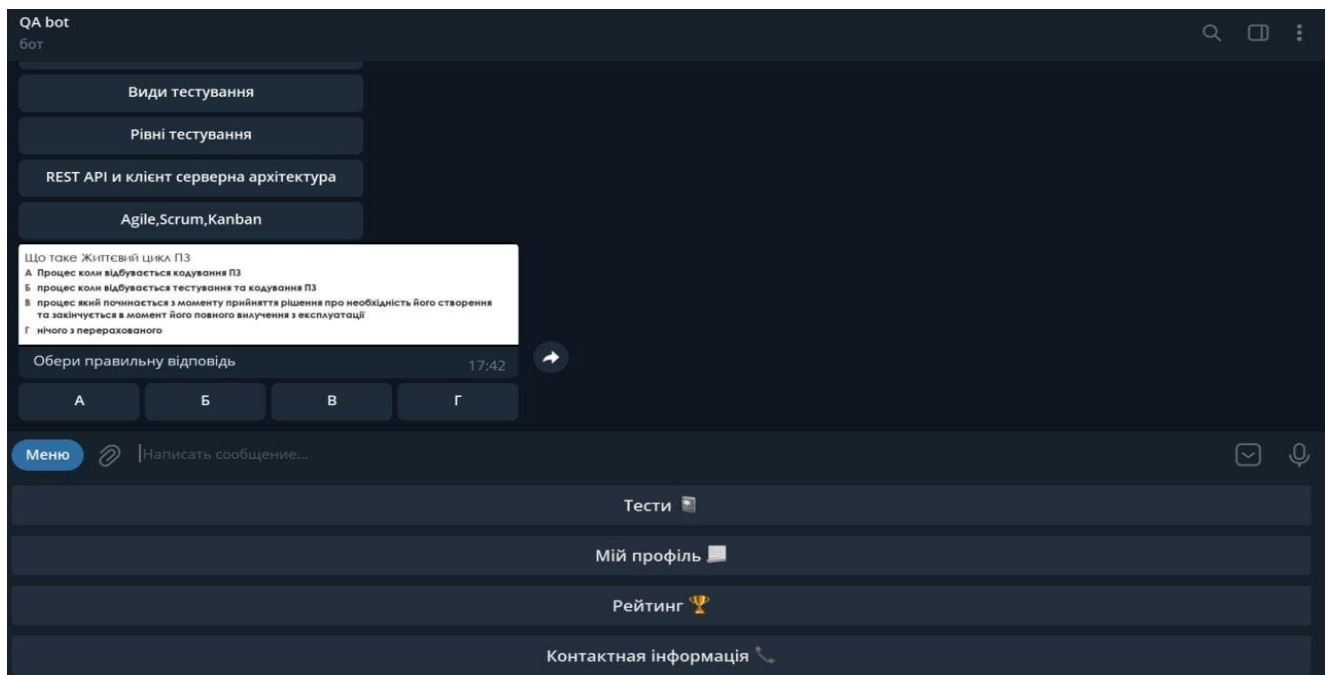 QA bot
бот
Види тестування
Рівні тестування
REST API и клієнт серверна архітектура
Agile,Scrum,Kanban
Що таке Життєвий цикл ПЗ
А Процес коли відбувається кодування ПЗ
Б процес коли відбувається тестування та кодування ПЗ
В процес який починається з моменту прийняття рішення про необхідність його створення
та закінчується в момент його повного вилучення з експлуатації
Г нічого з перерахованого
Обери правильну відповідь 17:42
А Б В Г
Меню Написать сообщение...
Тести
Мій профіль
Рейтинг
Контактная інформація